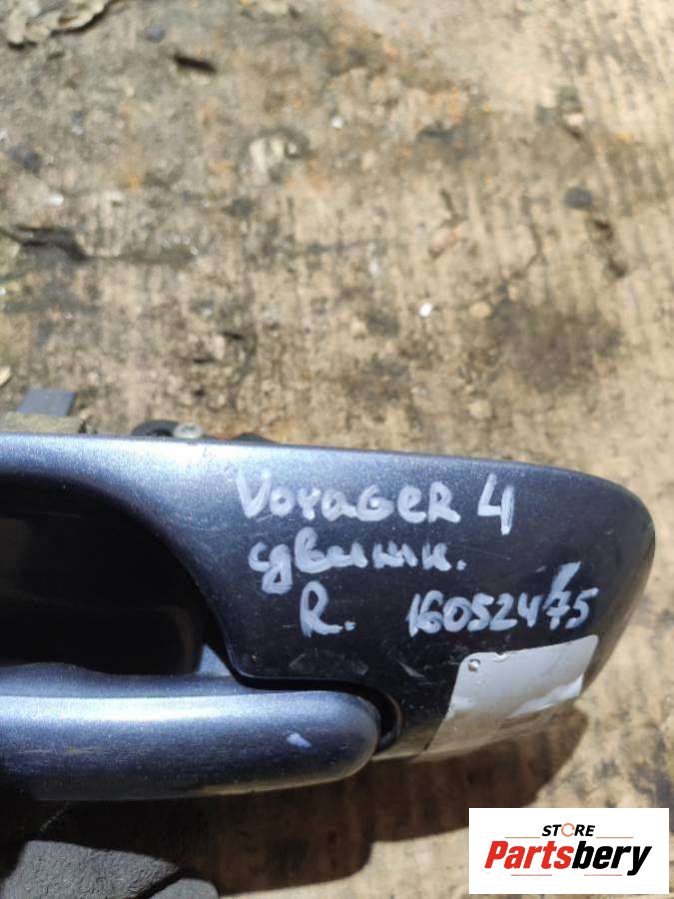 Voyager 4
сдвижн.
R. 16052475
STORE
Partsbery